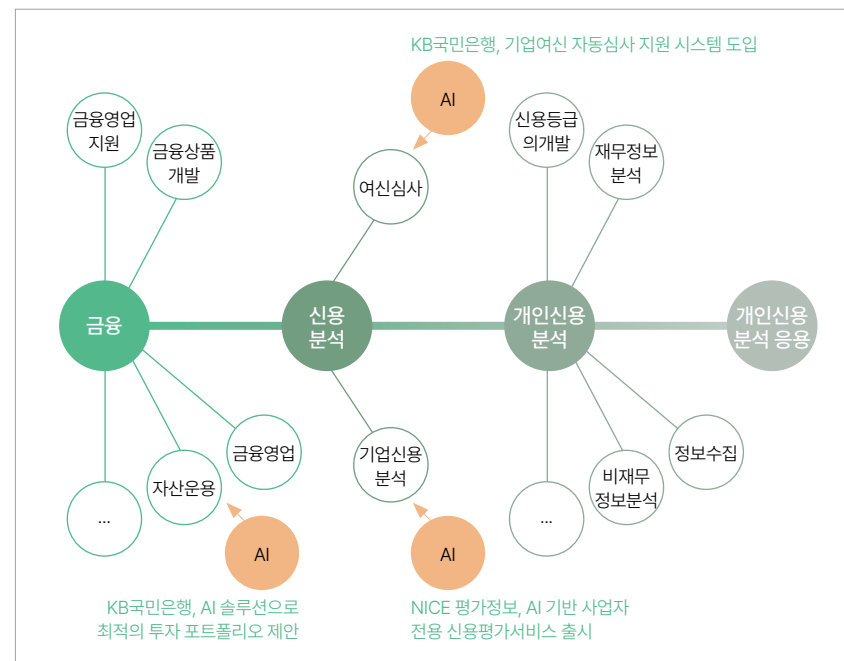 KB국민은행, 기업여신 자동심사 지원 시스템 도입
AI
금융영업
지원
금융상품
개발
여신심사
신용등급
의개발
재무정보
분석
금융
신용
분석
개인신용
분석
개인신용
분석 응용
금융영업
자산운용
...
기업신용
분석
정보수집
비재무
정보분석
...
AI
AI
KB국민은행, AI 솔루션으로
최적의 투자 포트폴리오 제안
NICE 평가정보, AI 기반 사업자
전용 신용평가서비스 출시